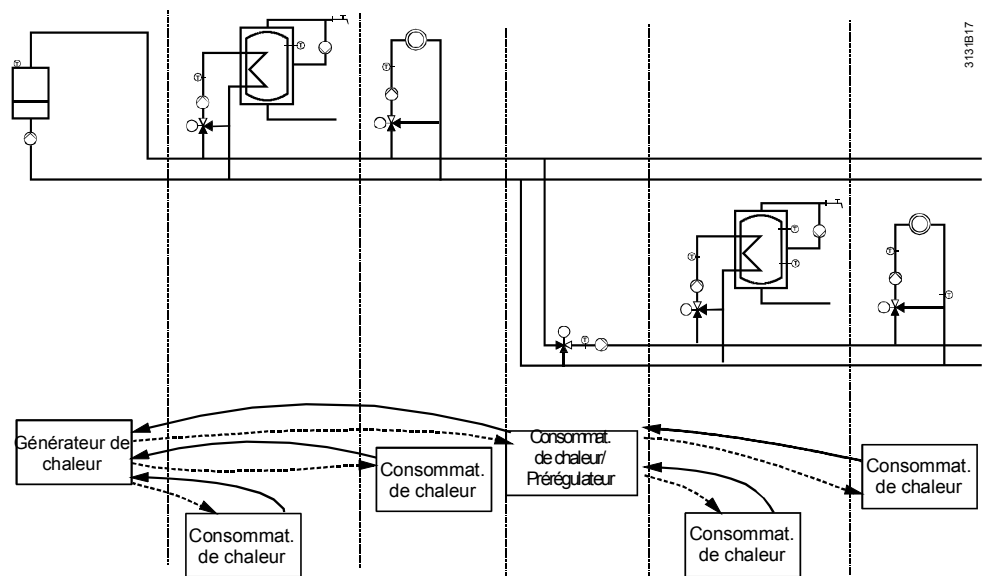 3131B17
T
T
T
T
T
T
T
T
T
T
Générateur de
chaleur
Consommat.
de chaleur
Consommat.
de chaleur
Consommat.
de chaleur/
Prérégulateur
Consommat.
de chaleur
Consommat.
de chaleur